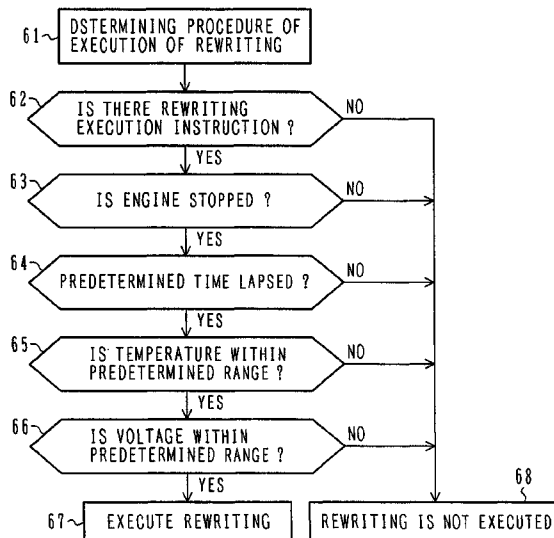 61
DSTERMINING PROCEDURE OF
EXECUTION OF REWRITING
62
IS THERE REWRITING
EXECUTION INSTRUCTION ?
NO
YES
63
IS ENGINE STOPPED ?
NO
YES
64
PREDETERMINED TIME LAPSED ?
NO
YES
65
IS TEMPERATURE WITHIN
PREDETERMINED RANGE ?
NO
YES
66
IS VOLTAGE WITHIN
PREDETERMINED RANGE ?
NO
YES
67
EXECUTE REWRITING
68
REWRITING IS NOT EXECUTED